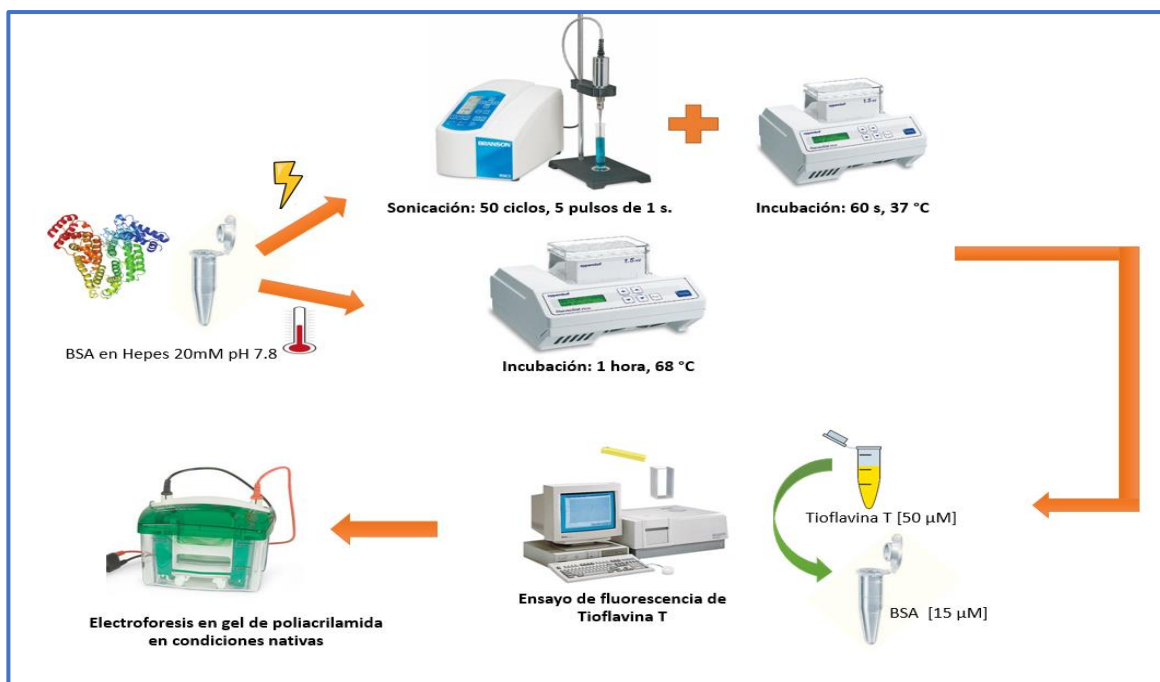 BRANSON
Sonicación: 50 ciclos, 5 pulsos de 1 s.
Incubación: 60 s, 37 °C
BSA en Hepes 20mM pH 7.8
Incubación: 1 hora, 68 °C
Tioflavina T [50 µM]
BSA [15 µM]
Ensayo de fluorescencia de
Tioflavina T
Electroforesis en gel de poliacrilamida
en condiciones nativas